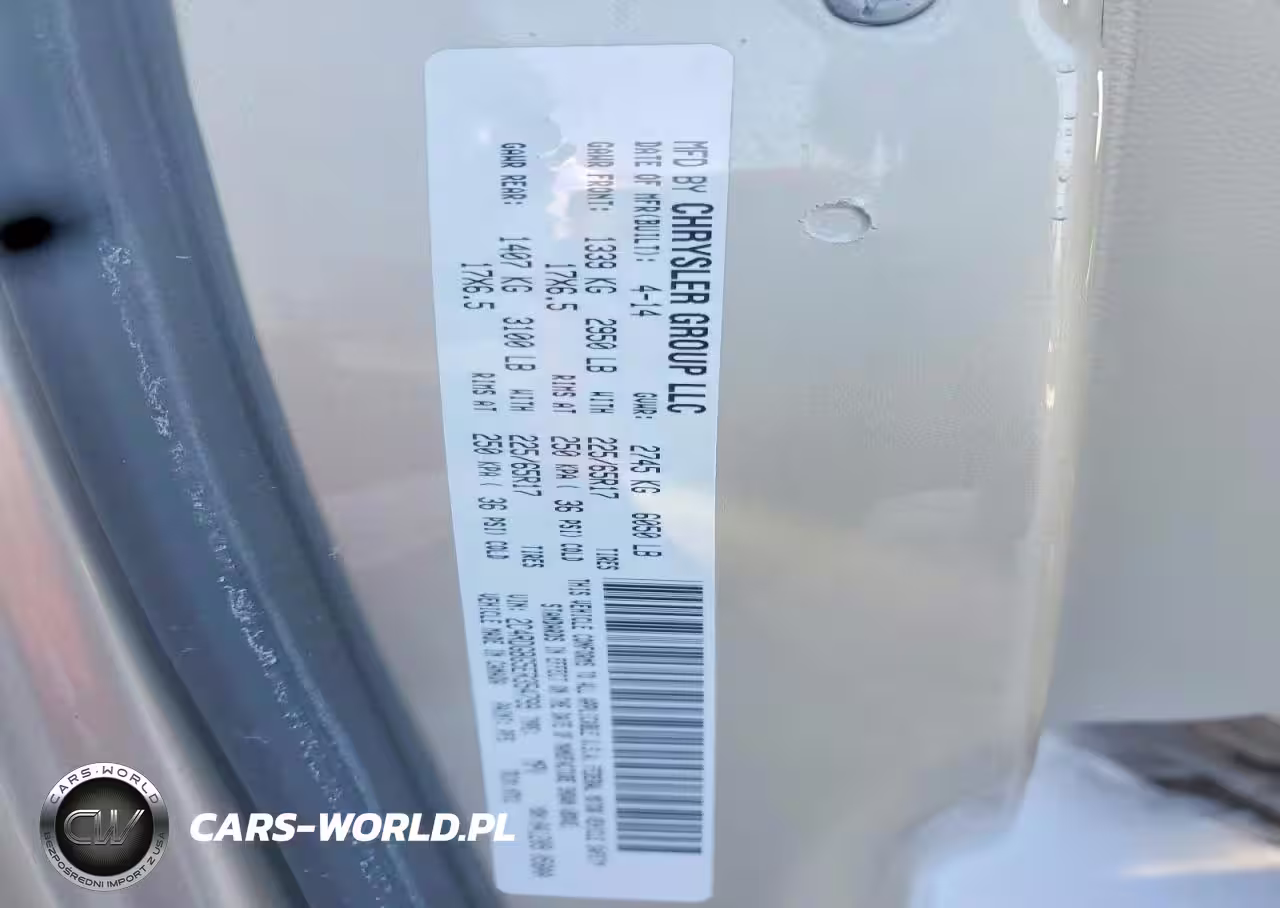 MFD BY CHRYSLER GROUP LLC
DATE OF MFR(BUILT): 4-14 GVWR: 2745 KG 6050 LB
GAWR FRONT: 1339 KG 2950 LB WITH 225/65R17 TIRES
17X6.5 RIMS AT 250 KPA( 36 PSI) COLD
GAWR REAR: 1407 KG 3100 LB WITH 225/65R17 TIRES
17X6.5 RIMS AT 250 KPA( 36 PSI) COLD
THIS VEHICLE CONFORMS TO ALL APPLICABLE U.S.A. FEDERAL MOTOR VEHICLE SAFETY
STANDARDS IN EFFECT ON THE DATE OF MANUFACTURE SHOWN ABOVE.
VIN:
VEHICLE MADE IN CANADA
CARS-WORLD
CW
BEZPOŚREDNI IMPORT Z USA
CARS-WORLD.PL